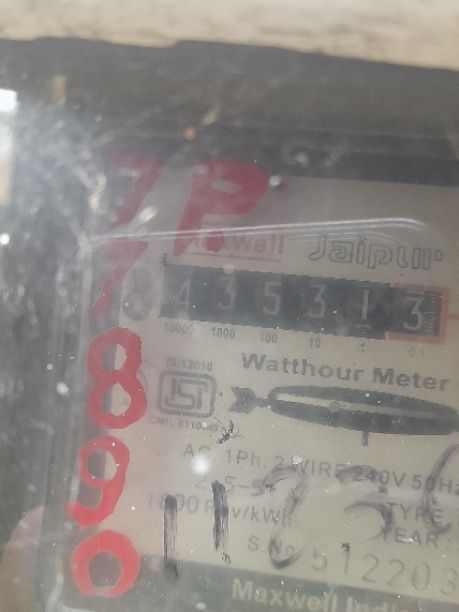 P.
Maxwell Jaipur
4 3 5 3 1 3
10000 1000 100 10 1 0.1
IS:13010
Watthour Meter
ISI
AC 1Ph. 2 WIRE 240V 50Hz
TYPE
YEAR
S.No. 512203
Maxwell
7
7
8
9
0